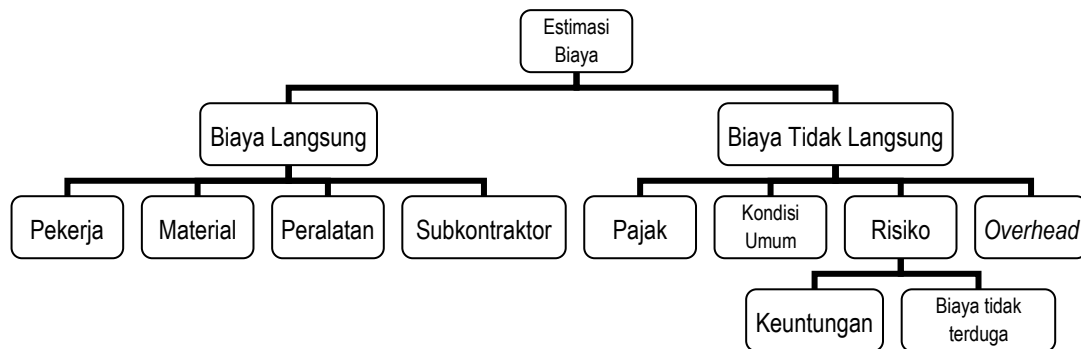 Estimasi
Biaya
Biaya Langsung
Biaya Tidak Langsung
Pekerja
Material
Peralatan
Subkontraktor
Pajak
Kondisi
Umum
Risiko
Overhead
Keuntungan
Biaya tidak
terduga